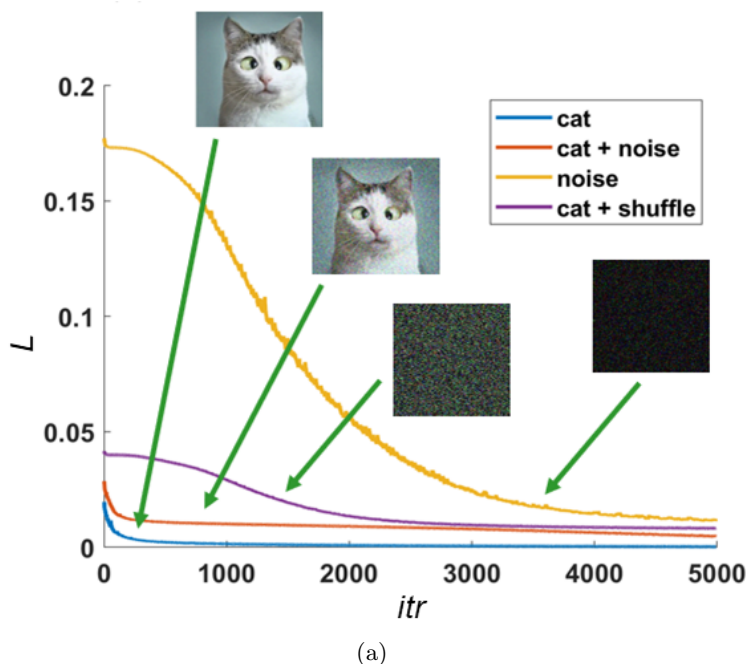 0.2
0.15
0.1
0.05
0
L
cat
cat + noise
noise
cat + shuffle
0 1000 2000 3000 4000 5000
itr
(a)